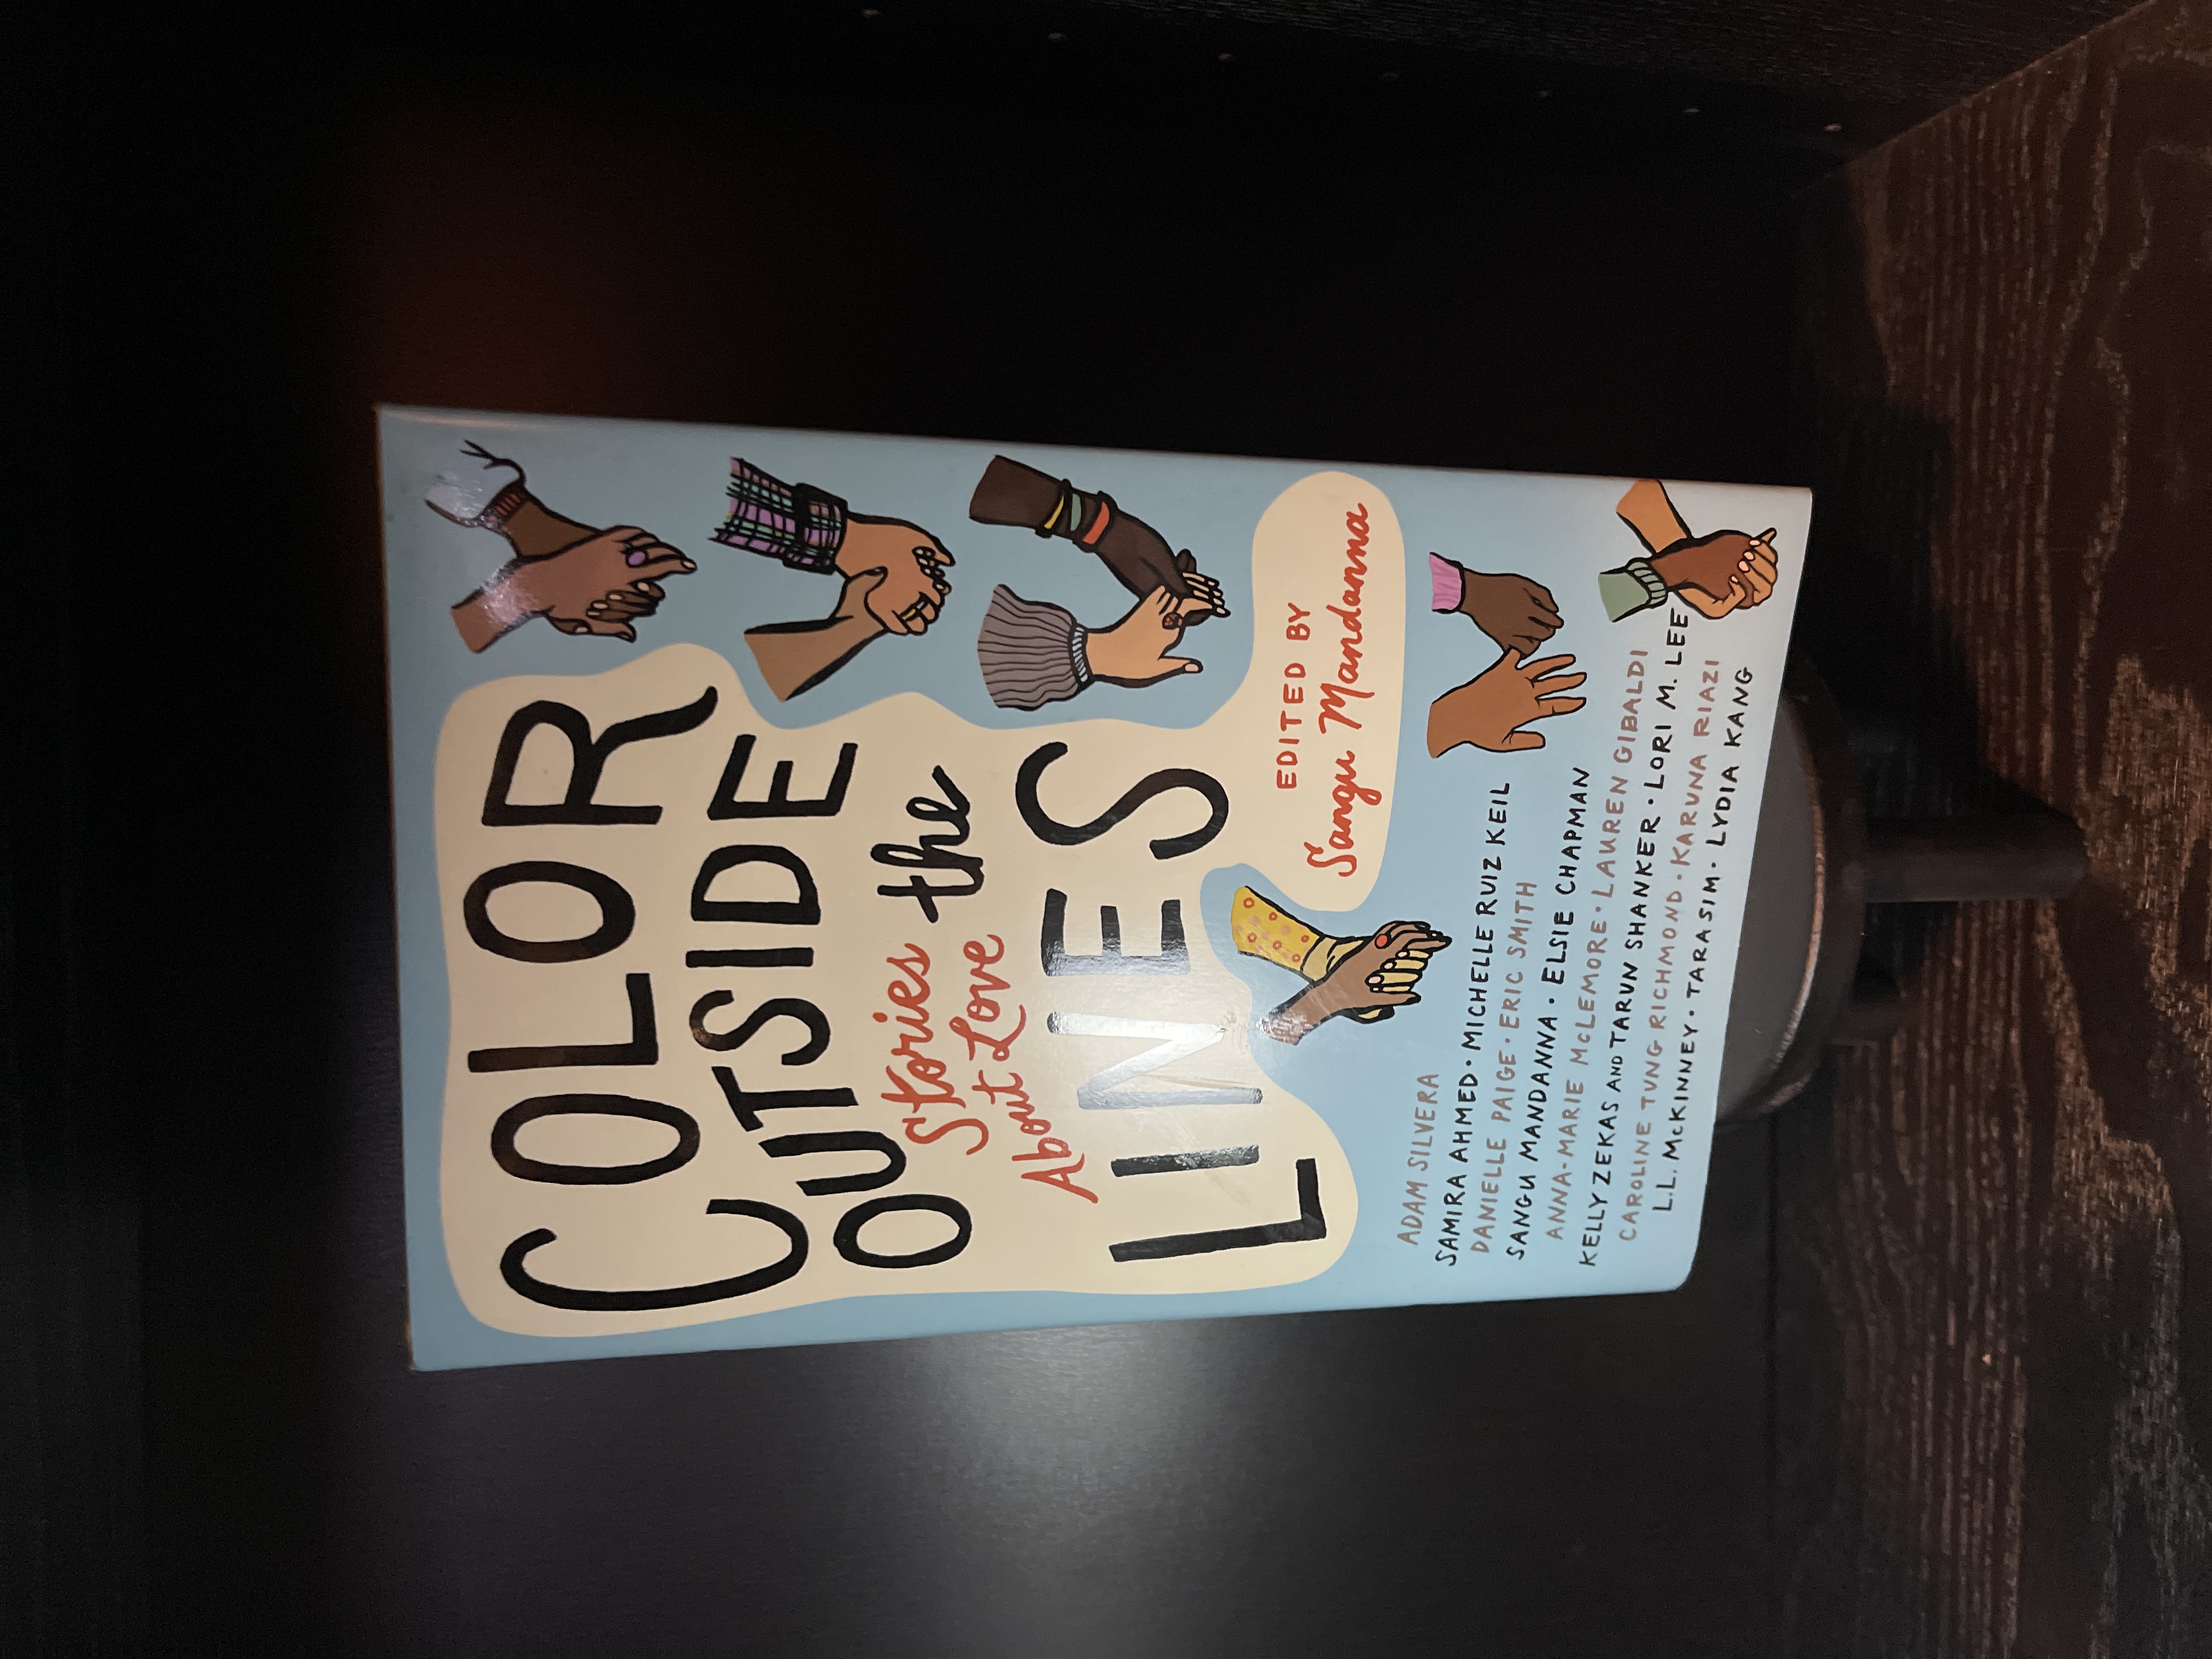 COLOR
OUTSIDE
Stories the
About Love
LINES
EDITED BY
Sangu Mandanna
ADAM SILVERA
SAMIRA AHMED · MICHELLE RUIZ KEIL
DANIELLE PAIGE · ERIC SMITH
SANGU MANDANNA · ELSIE CHAPMAN
ANNA-MARIE McLEMORE · LAUREN GIBALDI
KELLY ZEKAS AND TARUN SHANKER · LORI M. LEE
CAROLINE TUNG RICHMOND · KARUNA RIAZI
L.L. McKINNEY · TARA SIM · LYDIA KANG